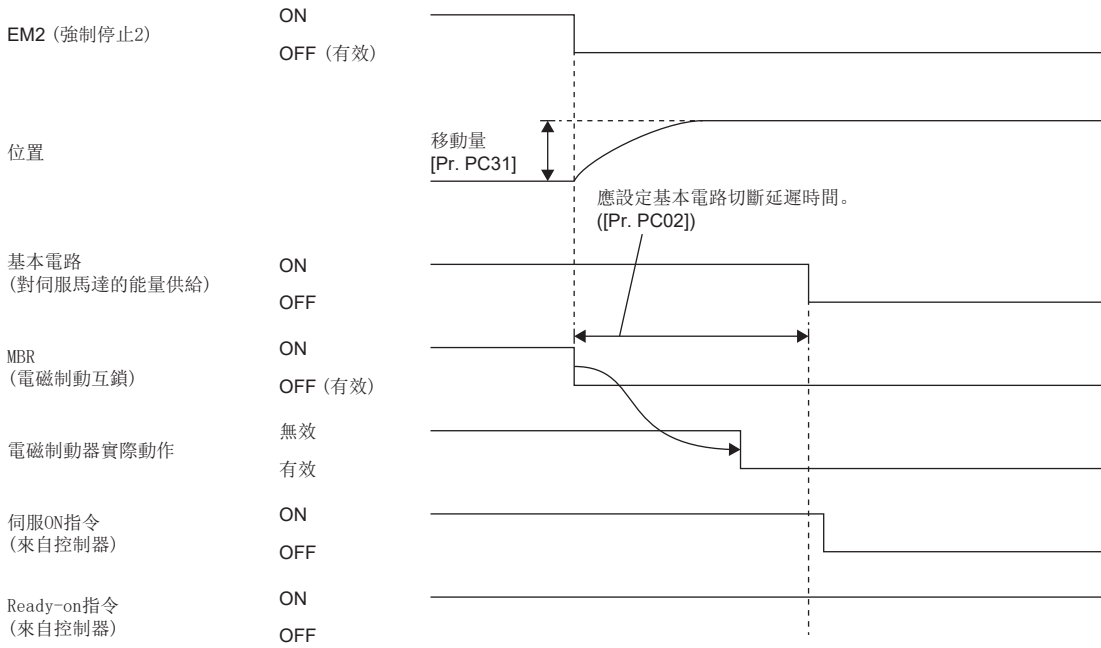 EM2 (強制停止2)
ON
OFF (有效)
位置
移動量
[Pr. PC31]
應設定基本電路切斷延遲時間。
([Pr. PC02])
基本電路
(對伺服馬達的能量供給)
ON
OFF
MBR
(電磁制動互鎖)
ON
OFF (有效)
電磁制動器實際動作
無效
有效
伺服ON指令
(來自控制器)
ON
OFF
Ready-on指令
(來自控制器)
ON
OFF